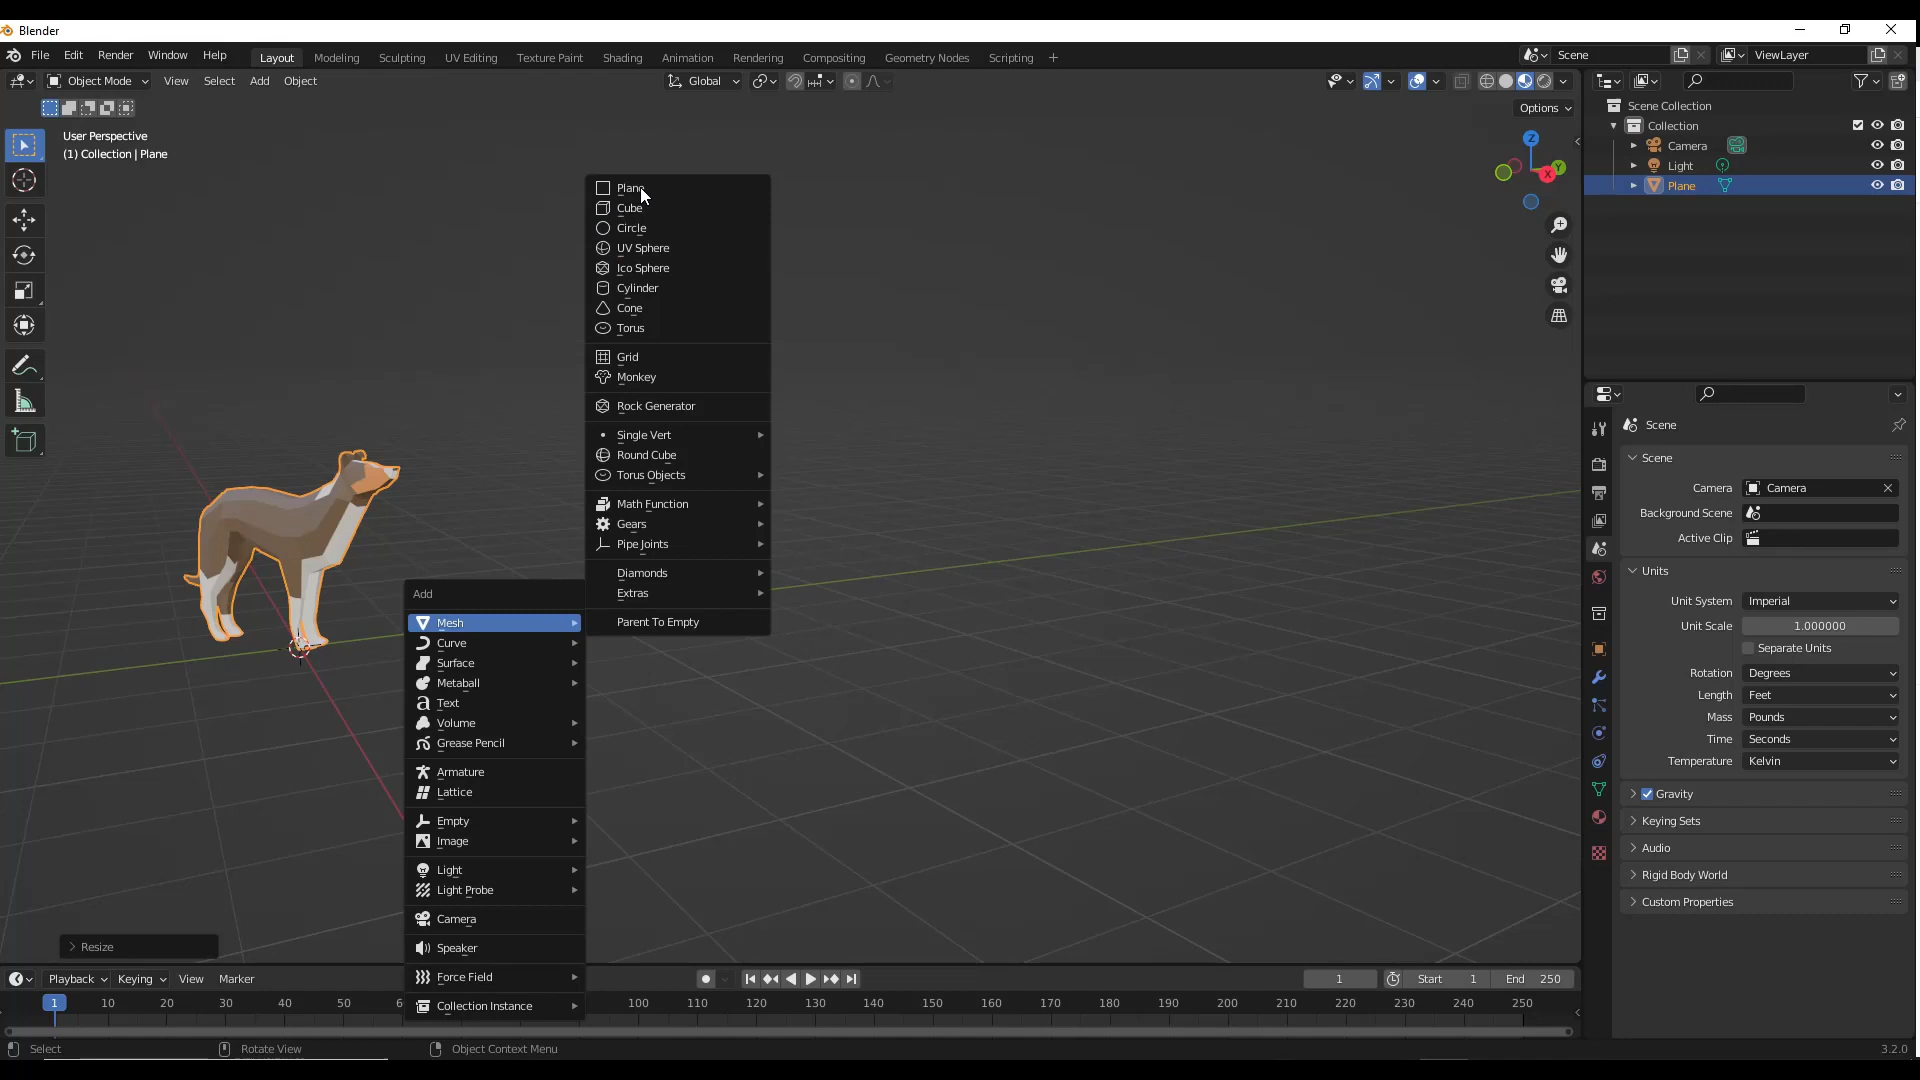 Blender
File Edit Render Window Help Layout Modeling Sculpting UV Editing Texture Paint Shading Animation Rendering Compositing Geometry Nodes Scripting + Scene ViewLayer
Object Mode View Select Add Object Global
Options
User Perspective
(1) Collection | Plane
Z
Y
X
Scene Collection
Collection
Camera
Light
Plane
Plane
Cube
Circle
UV Sphere
Ico Sphere
Cylinder
Cone
Torus
Grid
Monkey
Rock Generator
Single Vert
Round Cube
Torus Objects
Math Function
Gears
Pipe Joints
Diamonds
Extras
Parent To Empty
Add
Mesh
Curve
Surface
Metaball
Text
Volume
Grease Pencil
Armature
Lattice
Empty
Image
Light
Light Probe
Camera
Speaker
Force Field
Collection Instance
Scene
Scene
Camera Camera
Background Scene
Active Clip
Units
Unit System Imperial
Unit Scale 1.000000
Separate Units
Rotation Degrees
Length Feet
Mass Pounds
Time Seconds
Temperature Kelvin
Gravity
Keying Sets
Audio
Rigid Body World
Custom Properties
Resize
Playback Keying View Marker 1 Start 1 End 250
1 10 20 30 40 50 6 100 110 120 130 140 150 160 170 180 190 200 210 220 230 240 250
Select Rotate View Object Context Menu 3.2.0